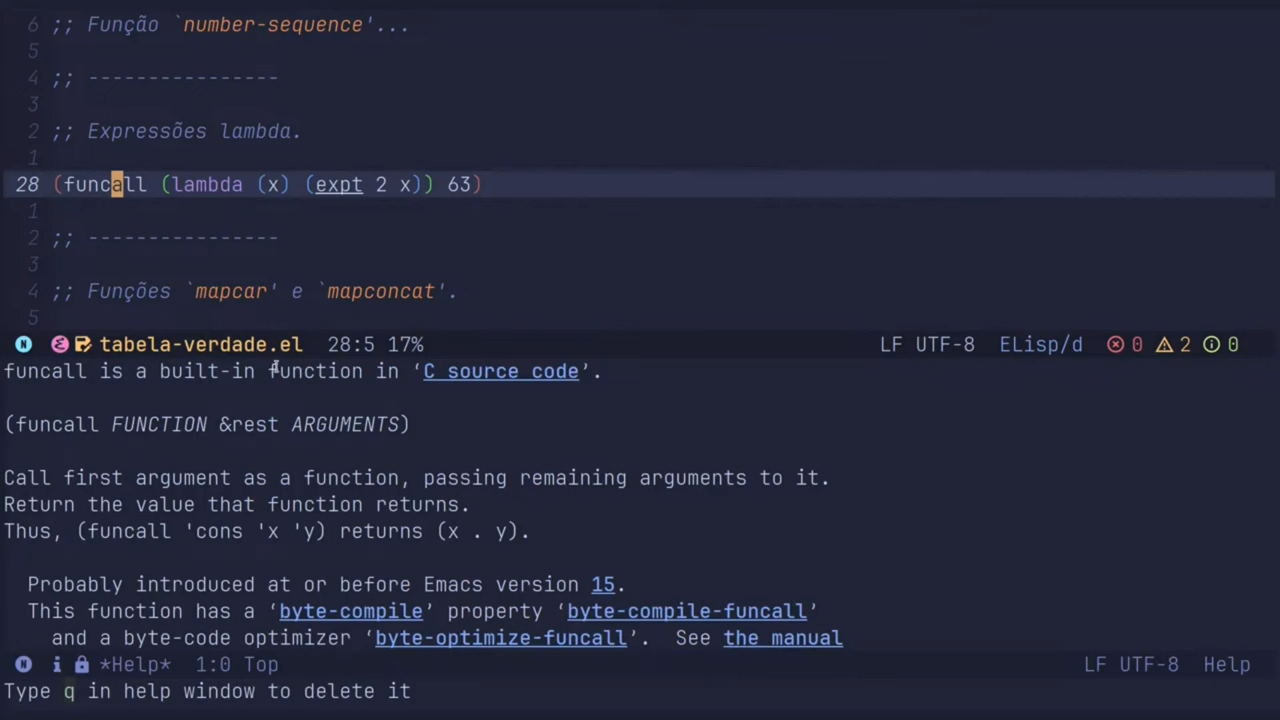 6 ;; Função `number-sequence'...
5
4 ;; ----------------
3
2 ;; Expressões lambda.
1
28 (funcall (lambda (x) (expt 2 x)) 63)
1
2 ;; ----------------
3
4 ;; Funções `mapcar' e `mapconcat'.
5
N tabela-verdade.el 28:5 17% LF UTF-8 ELisp/d 0 2 0
funcall is a built-in function in ‘C source code’.
(funcall FUNCTION &rest ARGUMENTS)
Call first argument as a function, passing remaining arguments to it.
Return the value that function returns.
Thus, (funcall 'cons 'x 'y) returns (x . y).
Probably introduced at or before Emacs version 15.
This function has a ‘byte-compile’ property ‘byte-compile-funcall’
and a byte-code optimizer ‘byte-optimize-funcall’. See the manual
N *Help* 1:0 Top LF UTF-8 Help
Type q in help window to delete it